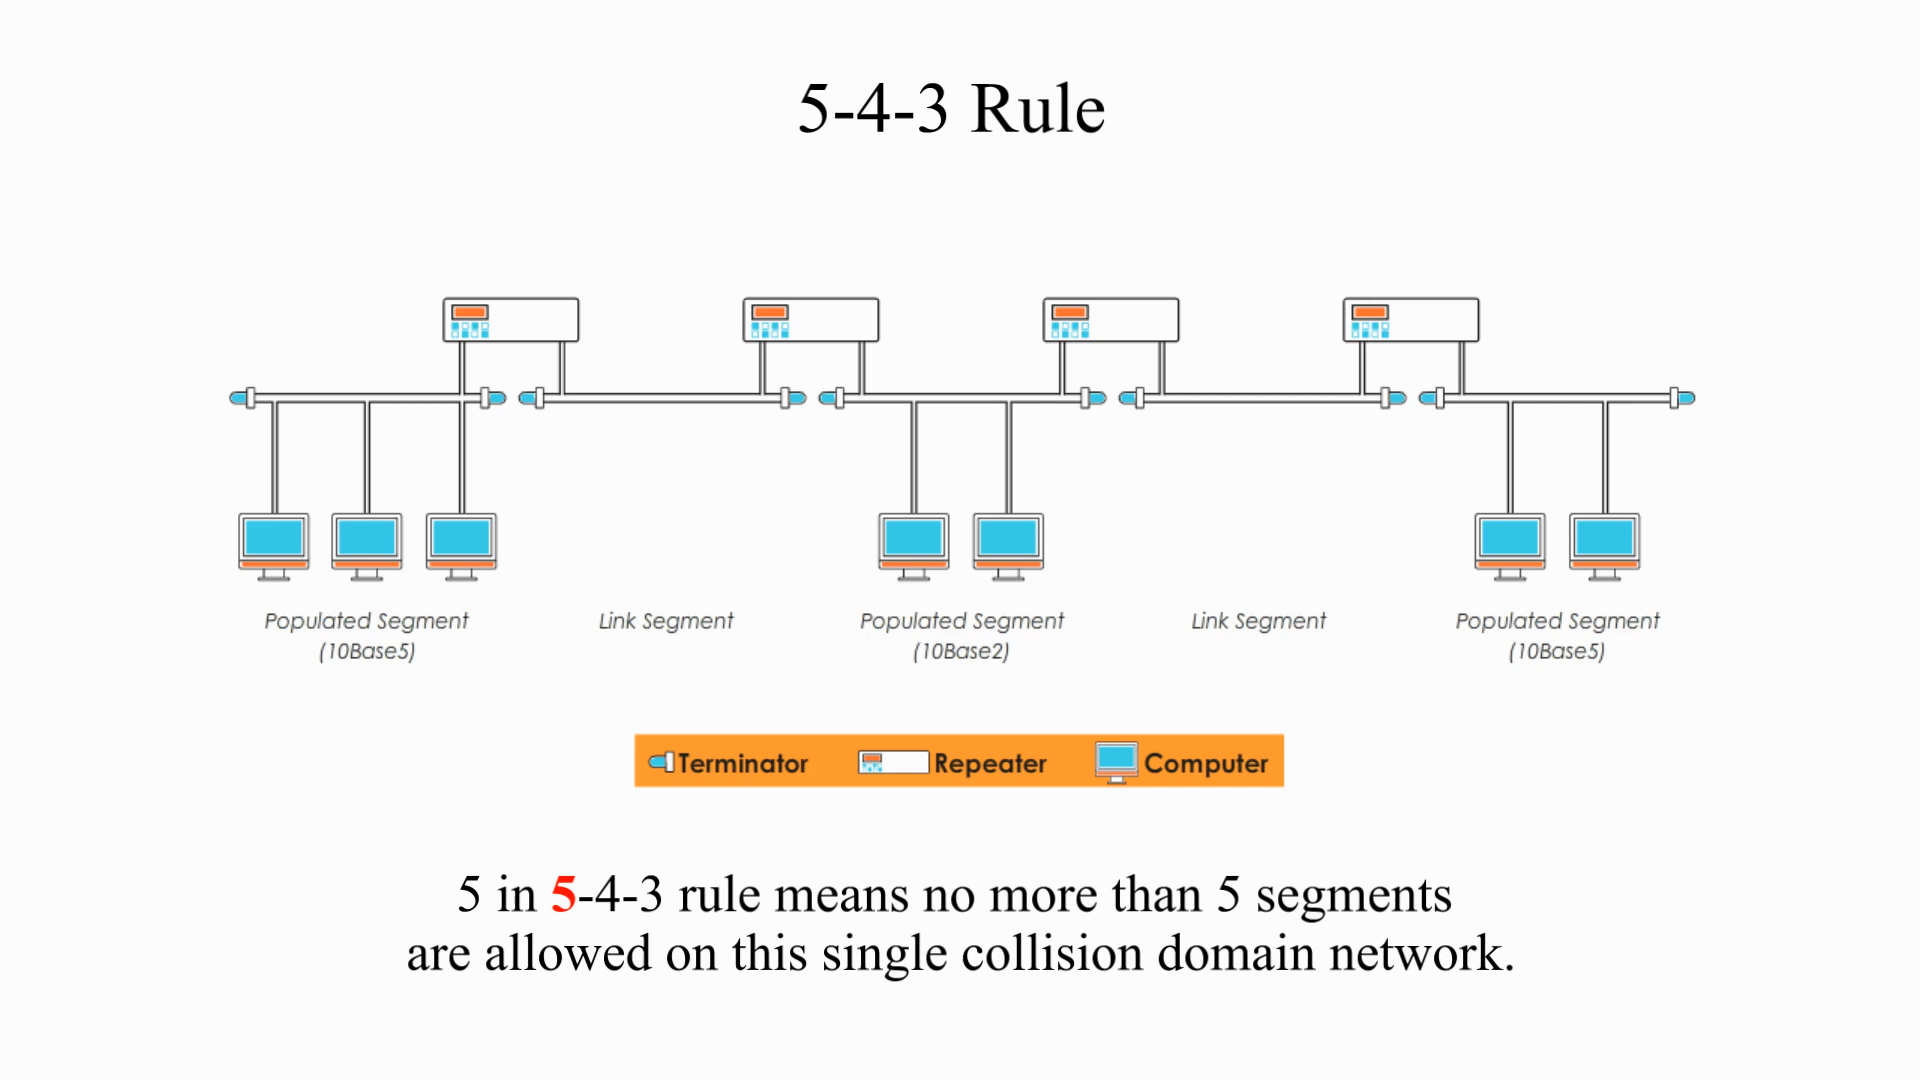 5-4-3 Rule
Populated Segment
(10Base5)
Link Segment
Populated Segment
(10Base2)
Link Segment
Populated Segment
(10Base5)
Terminator
Repeater
Computer
5 in 5-4-3 rule means no more than 5 segments
are allowed on this single collision domain network.